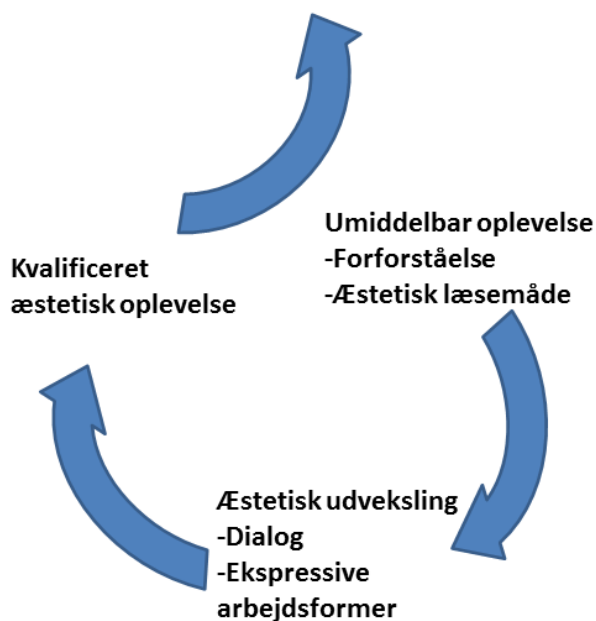 Umiddelbar oplevelse
-Forforståelse
-Æstetisk læsemåde
Æstetisk udveksling
-Dialog
-Ekspressive
arbejdsformer
Kvalificeret
æstetisk oplevelse